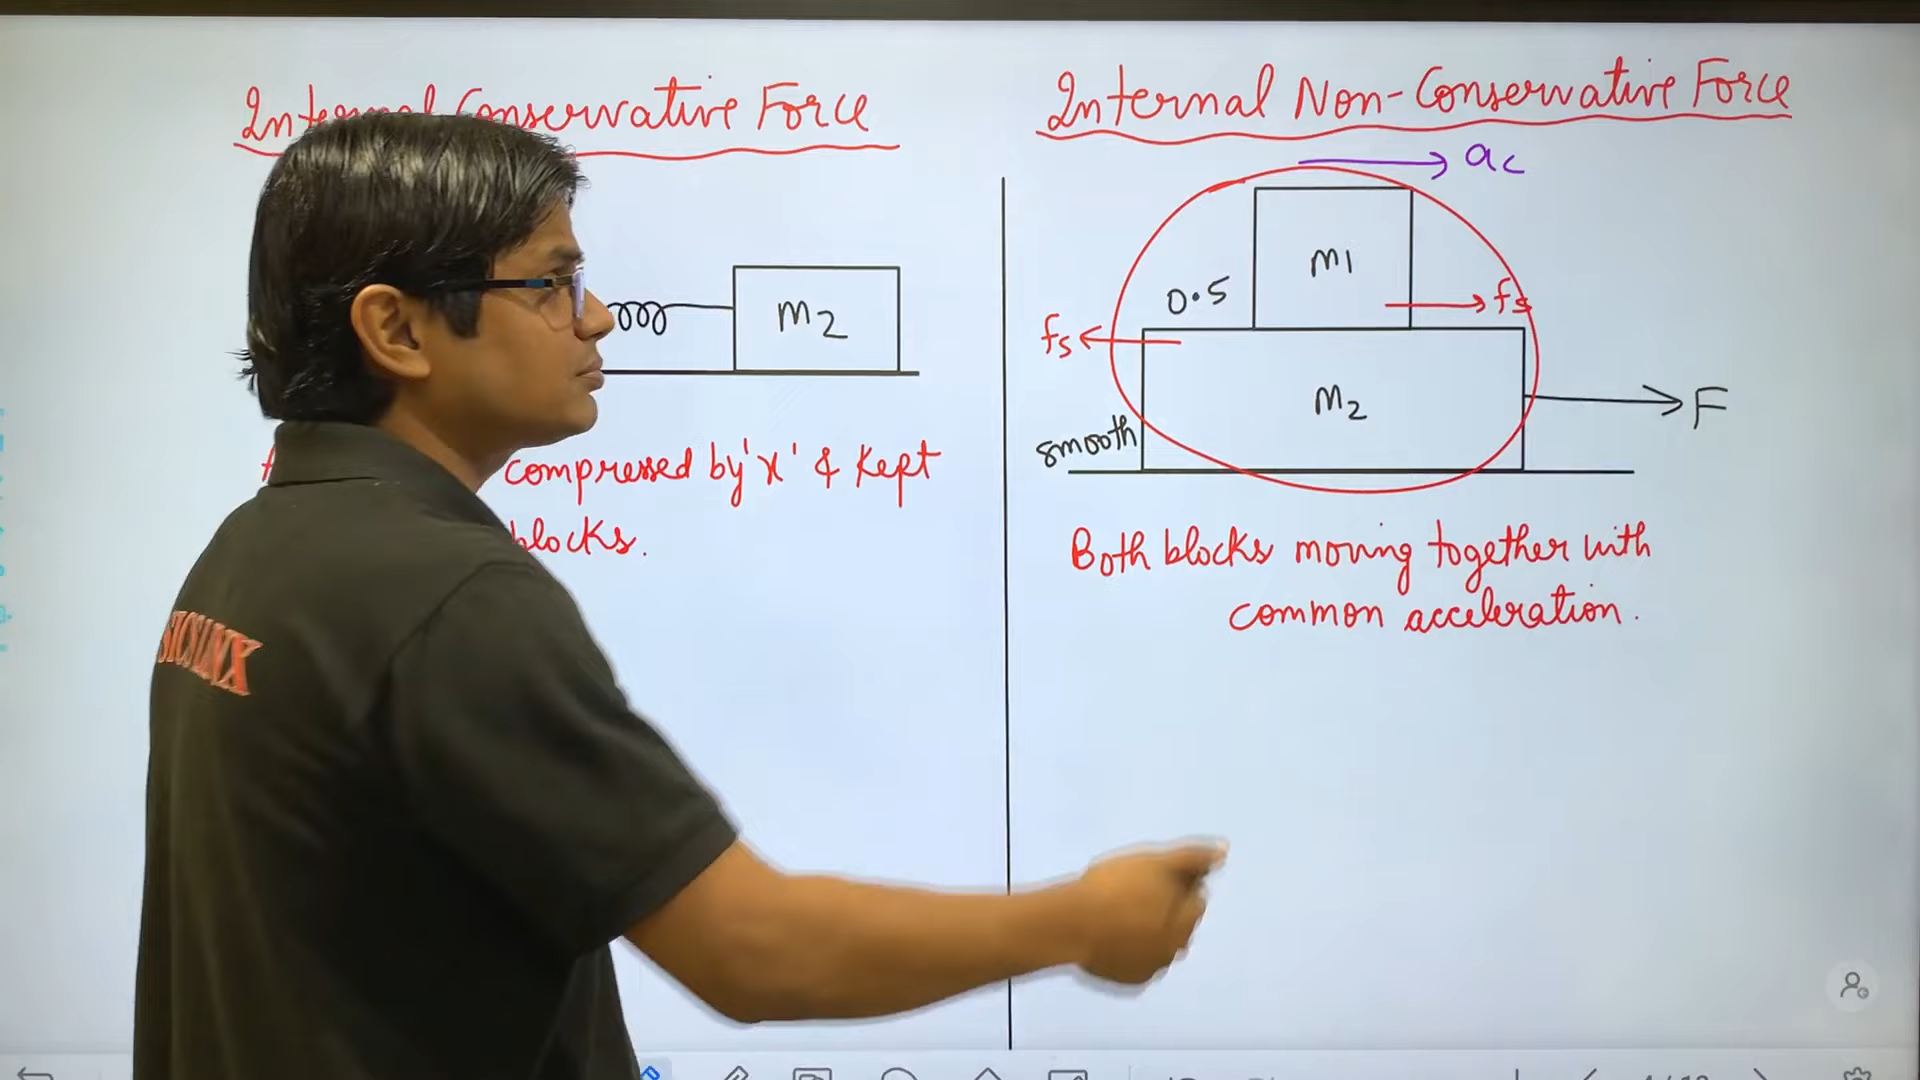 Internal Conservative Force
m2
compressed by 'x' & kept
blocks.
SICSLINX
Internal Non-Conservative Force
ac
m1
0.5
fs
fs
m2
F
smooth
Both blocks moving together with
common acceleration.